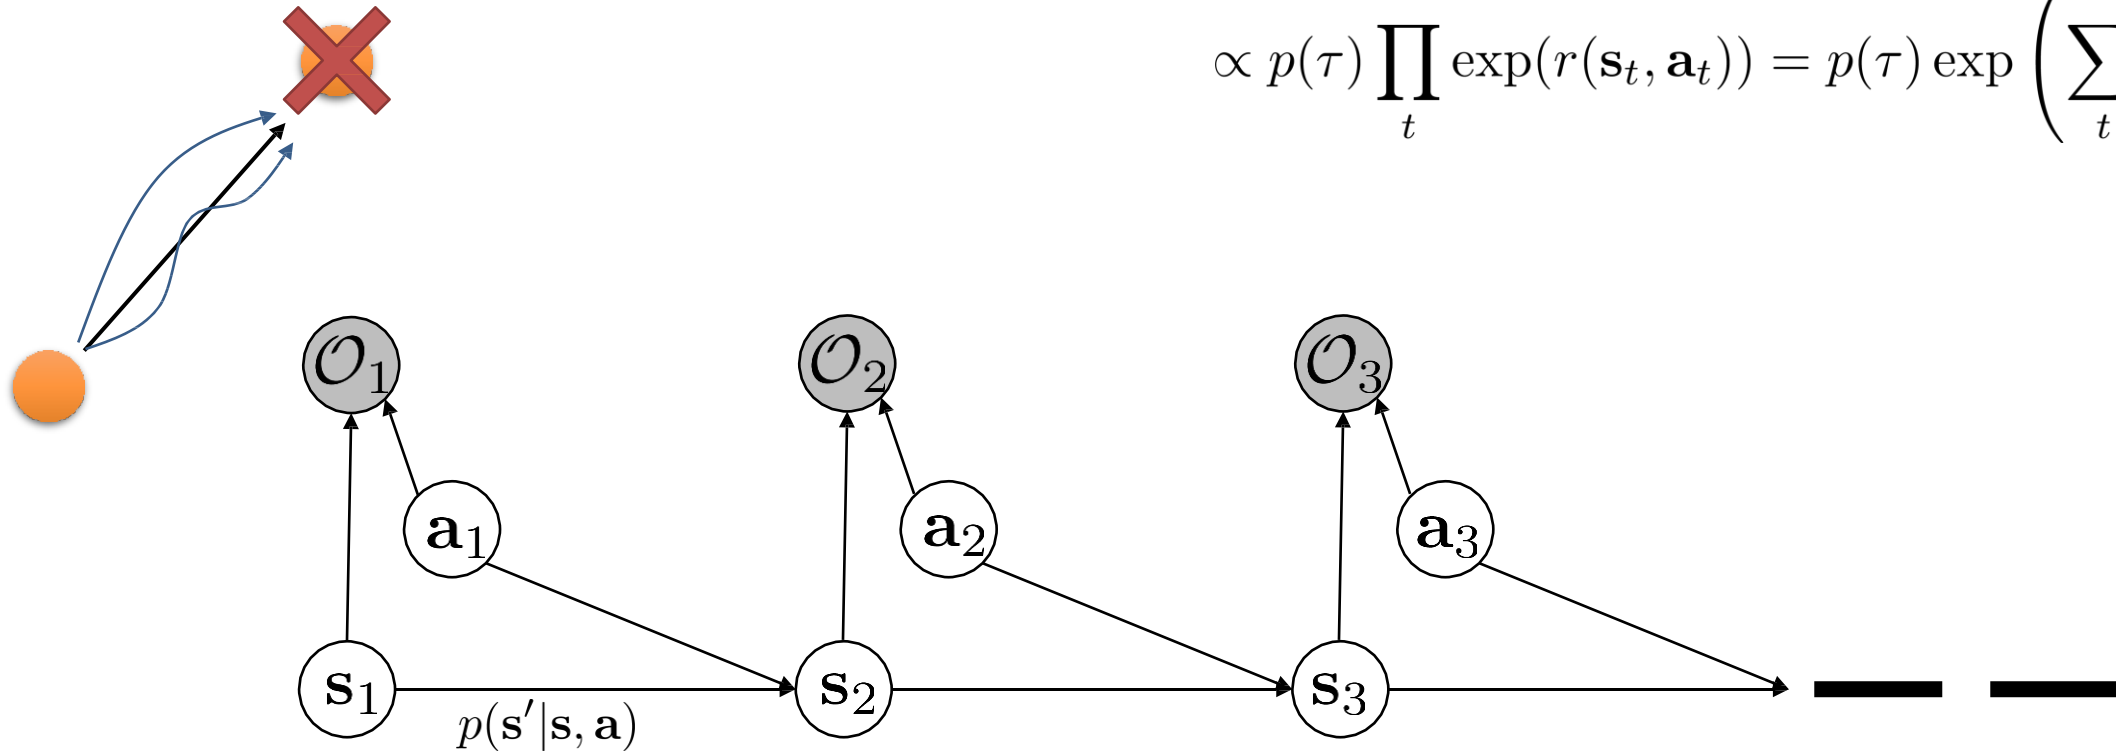 ∝ p(τ) ∏_t exp(r(s_t, a_t)) = p(τ) exp (∑_t
O_1 O_2 O_3
a_1 a_2 a_3
s_1 s_2 s_3
p(s′|s, a)